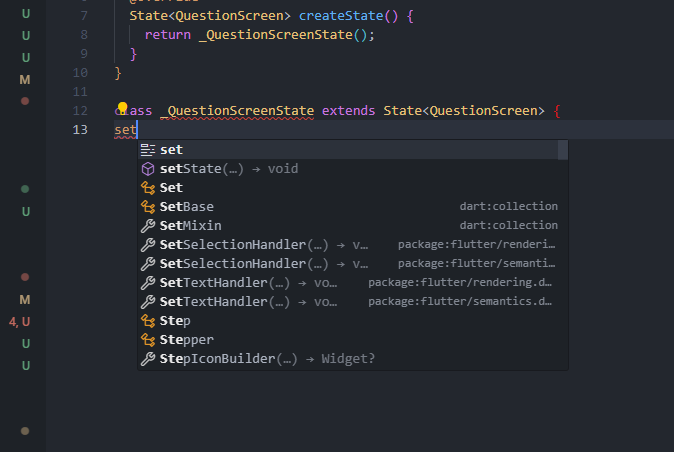 U
U
U
M
U
M
4, U
U
U
7 State<QuestionScreen> createState() {
8 return _QuestionScreenState();
9 }
10 }
11
12 class _QuestionScreenState extends State<QuestionScreen> {
13 set
set
setState(…) → void
Set
SetBase dart:collection
SetMixin dart:collection
SetSelectionHandler(…) → v… package:flutter/renderi…
SetSelectionHandler(…) → v… package:flutter/semanti…
SetTextHandler(…) → vo… package:flutter/rendering.d…
SetTextHandler(…) → vo… package:flutter/semantics.d…
Step
Stepper
StepIconBuilder(…) → Widget?